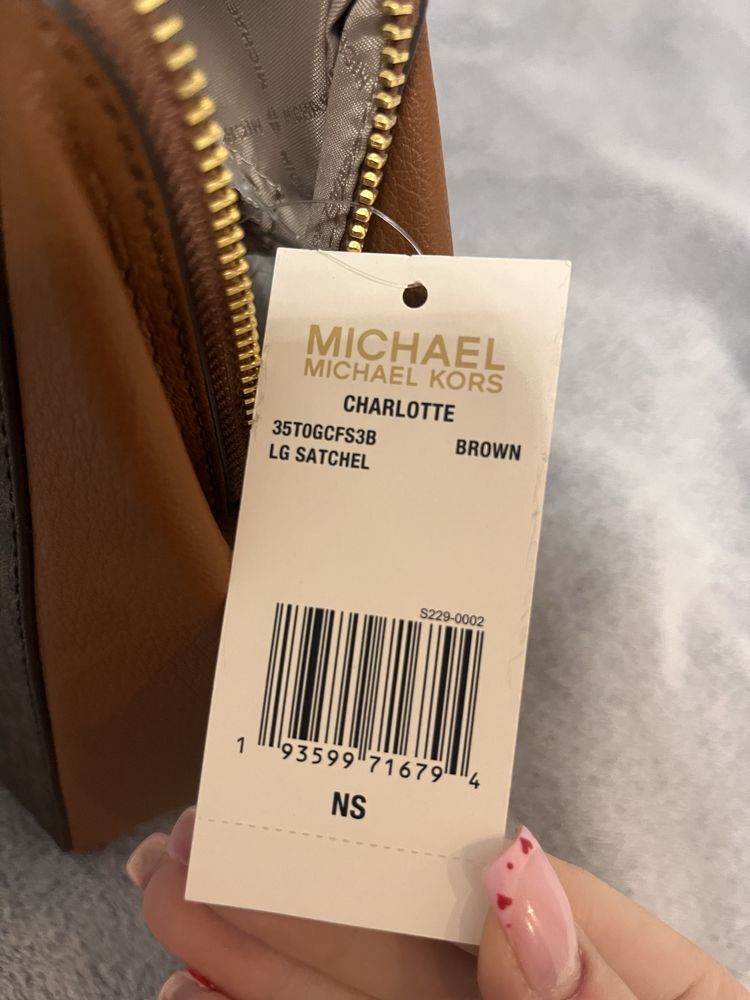 MICHAEL
MICHAEL KORS
CHARLOTTE
35T0GCFS3B
LG SATCHEL
BROWN
S229-0002
1 93599 71679 4
NS